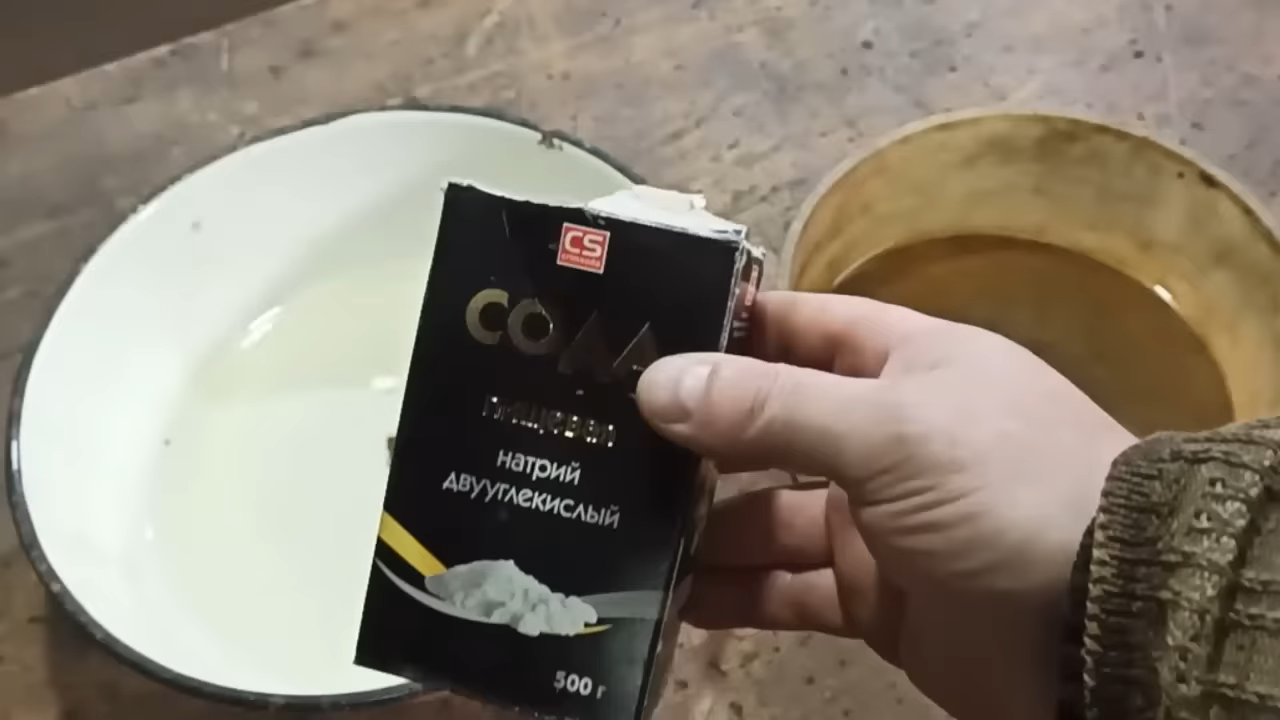 CS
СОДА
пищевая
натрий
двууглекислый
500 г